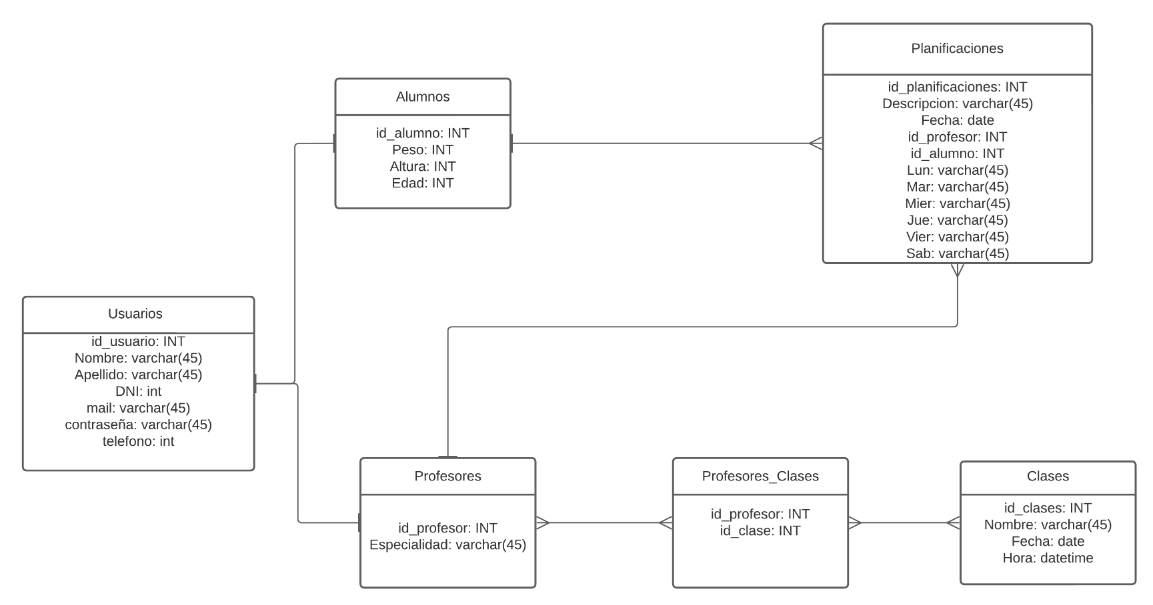 Planificaciones
id_planificaciones: INT
Descripcion: varchar(45)
Fecha: date
id_profesor: INT
id_alumno: INT
Lun: varchar(45)
Mar: varchar(45)
Mier: varchar(45)
Jue: varchar(45)
Vier: varchar(45)
Sab: varchar(45)
Alumnos
id_alumno: INT
Peso: INT
Altura: INT
Edad: INT
Usuarios
id_usuario: INT
Nombre: varchar(45)
Apellido: varchar(45)
DNI: int
mail: varchar(45)
contraseña: varchar(45)
telefono: int
Profesores
id_profesor: INT
Especialidad: varchar(45)
Profesores_Clases
id_profesor: INT
id_clase: INT
Clases
id_clases: INT
Nombre: varchar(45)
Fecha: date
Hora: datetime